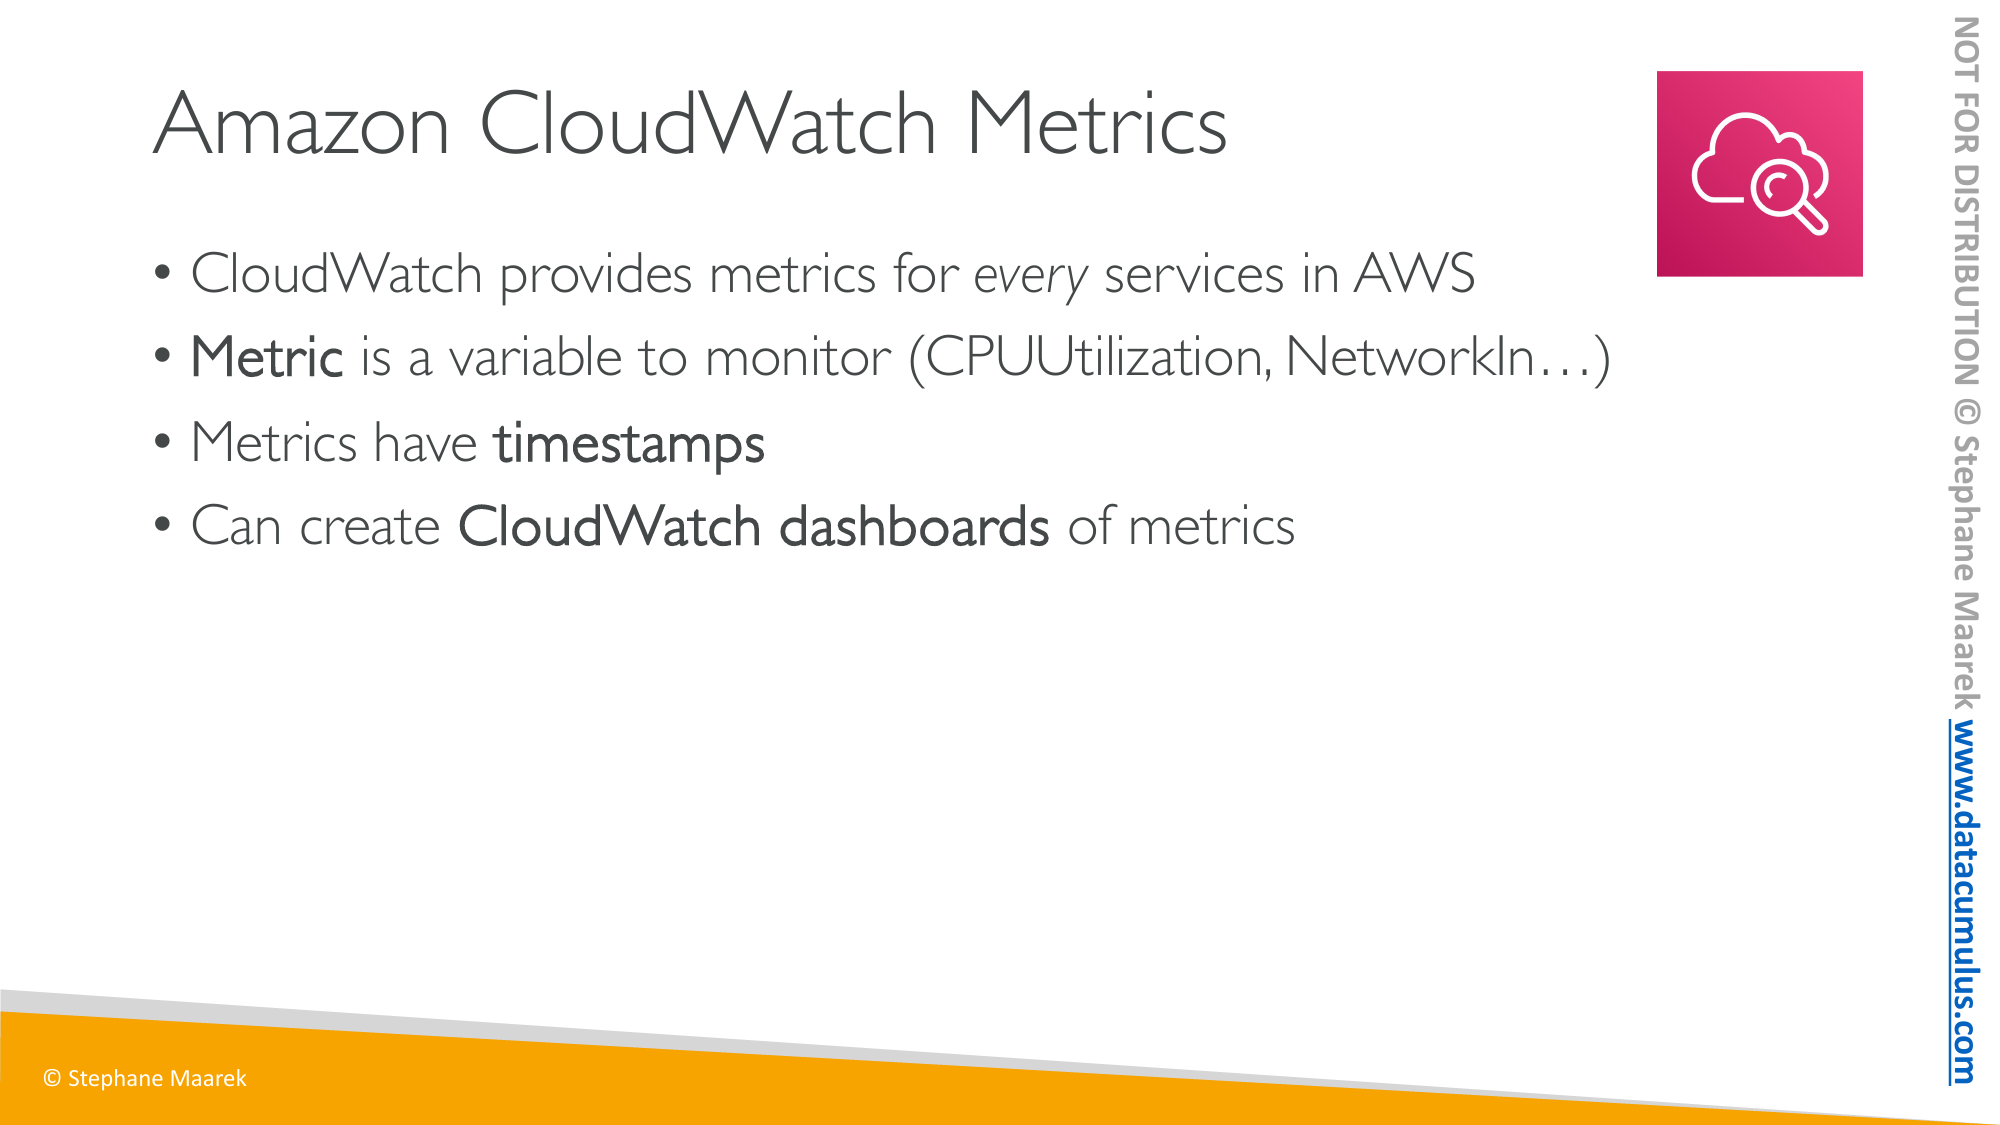 Amazon CloudWatch Metrics
• CloudWatch provides metrics for every services in AWS
• Metric is a variable to monitor (CPUUtilization, NetworkIn…)
• Metrics have timestamps
• Can create CloudWatch dashboards of metrics
© Stephane Maarek
NOT FOR DISTRIBUTION © Stephane Maarek www.datacumulus.com